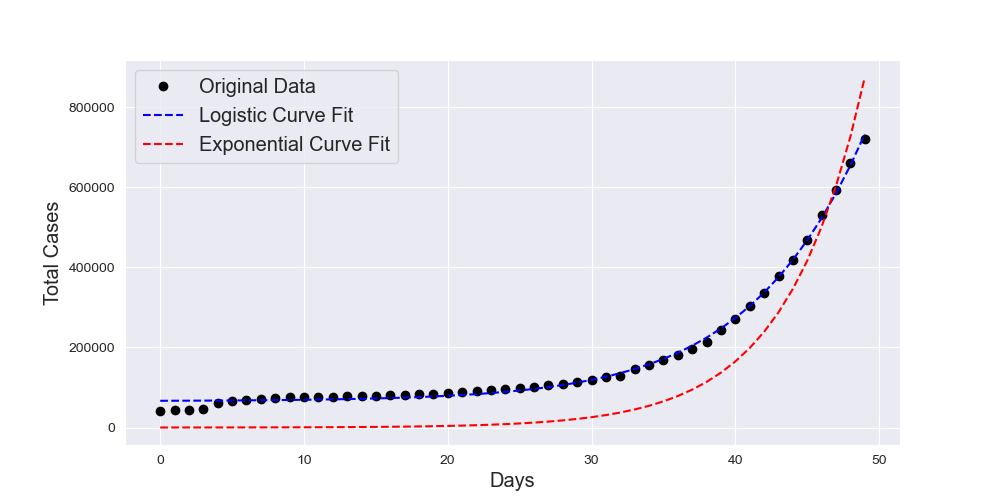 Original Data
Logistic Curve Fit
Exponential Curve Fit
800000
600000
400000
200000
0
Total Cases
0 10 20 30 40 50
Days